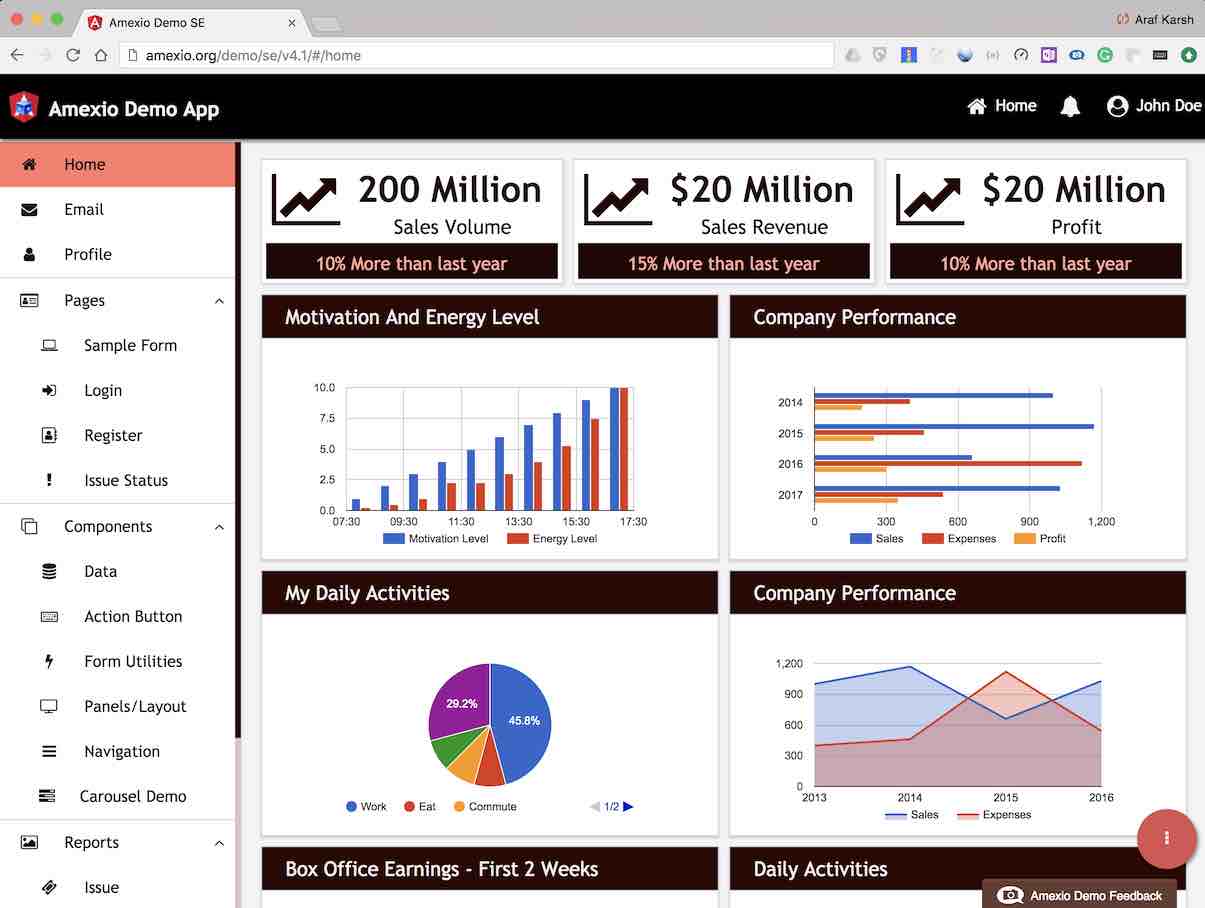 Amexio Demo SE
Araf Karsh
amexio.org/demo/se/v4.1/#/home
Amexio Demo App
Home
John Doe
Home
Email
Profile
Pages
Sample Form
Login
Register
Issue Status
Components
Data
Action Button
Form Utilities
Panels/Layout
Navigation
Carousel Demo
Reports
Issue
200 Million
Sales Volume
10% More than last year
$20 Million
Sales Revenue
15% More than last year
$20 Million
Profit
10% More than last year
Motivation And Energy Level
10.0
7.5
5.0
2.5
0.0
07:30 09:30 11:30 13:30 15:30 17:30
Motivation Level Energy Level
Company Performance
2014
2015
2016
2017
0 300 600 900 1,200
Sales Expenses Profit
My Daily Activities
29.2%
45.8%
Work Eat Commute 1/2
Company Performance
1,200
900
600
300
0
2013 2014 2015 2016
Sales Expenses
Box Office Earnings - First 2 Weeks
Daily Activities
Amexio Demo Feedback